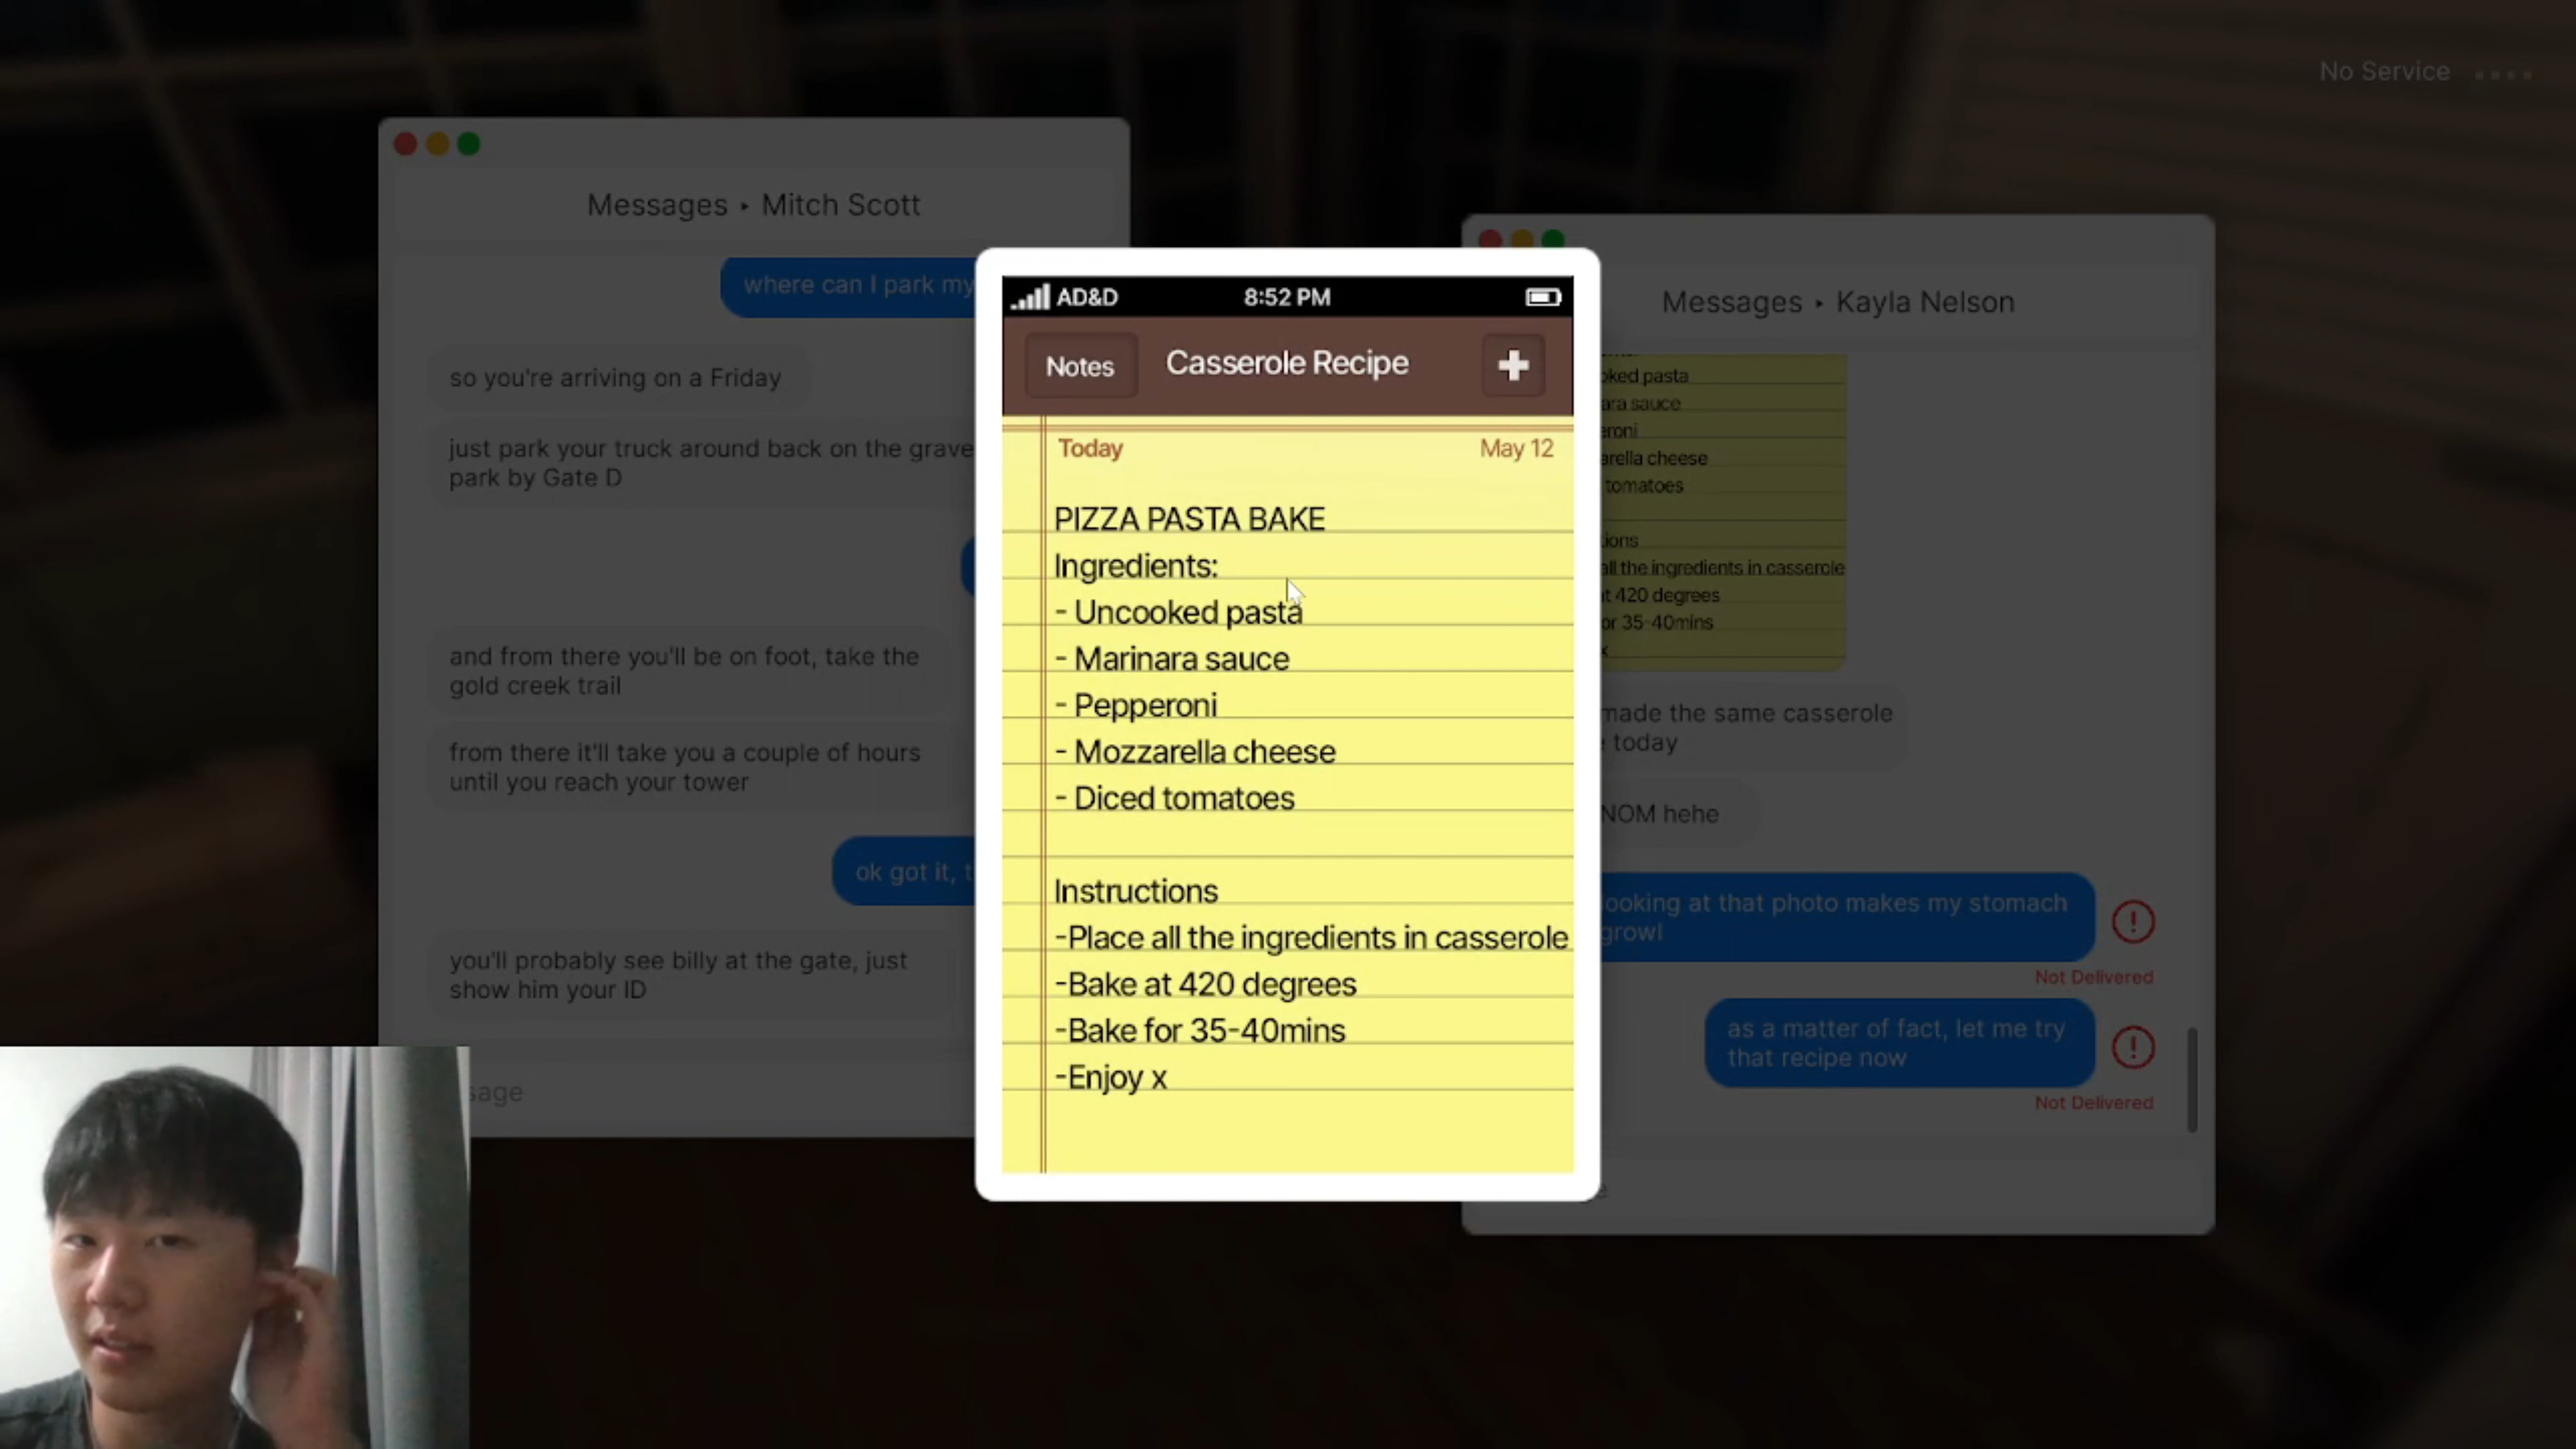 No Service
Messages ▸ Mitch Scott
where can I park my
so you're arriving on a Friday
just park your truck around back on the grave
park by Gate D
and from there you'll be on foot, take the
gold creek trail
from there it'll take you a couple of hours
until you reach your tower
ok got it,
you'll probably see billy at the gate, just
show him your ID
sage
AD&D 8:52 PM
Notes Casserole Recipe
Today May 12
PIZZA PASTA BAKE
Ingredients:
- Uncooked pasta
- Marinara sauce
- Pepperoni
- Mozzarella cheese
- Diced tomatoes
Instructions
-Place all the ingredients in casserole
-Bake at 420 degrees
-Bake for 35-40mins
-Enjoy x
Messages ▸ Kayla Nelson
oked pasta
ara sauce
eroni
arella cheese
tomatoes
ions
all the ingredients in casserole
t 420 degrees
or 35-40mins
x
made the same casserole
today
NOM hehe
ooking at that photo makes my stomach
growl
Not Delivered
as a matter of fact, let me try
that recipe now
Not Delivered